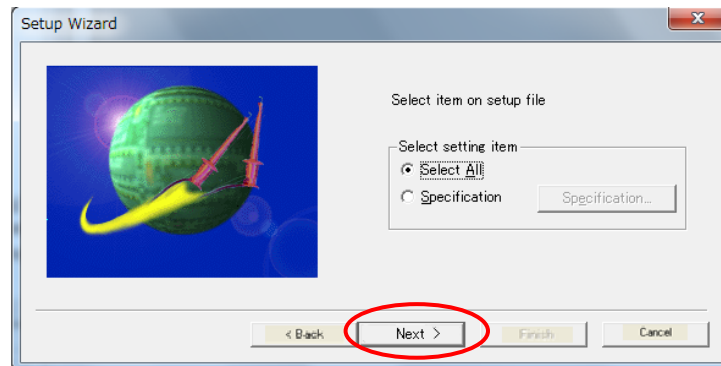 Setup Wizard
Select item on setup file
Select setting item
Select All
Specification
Specification...
< Back
Next >
Finish
Cancel